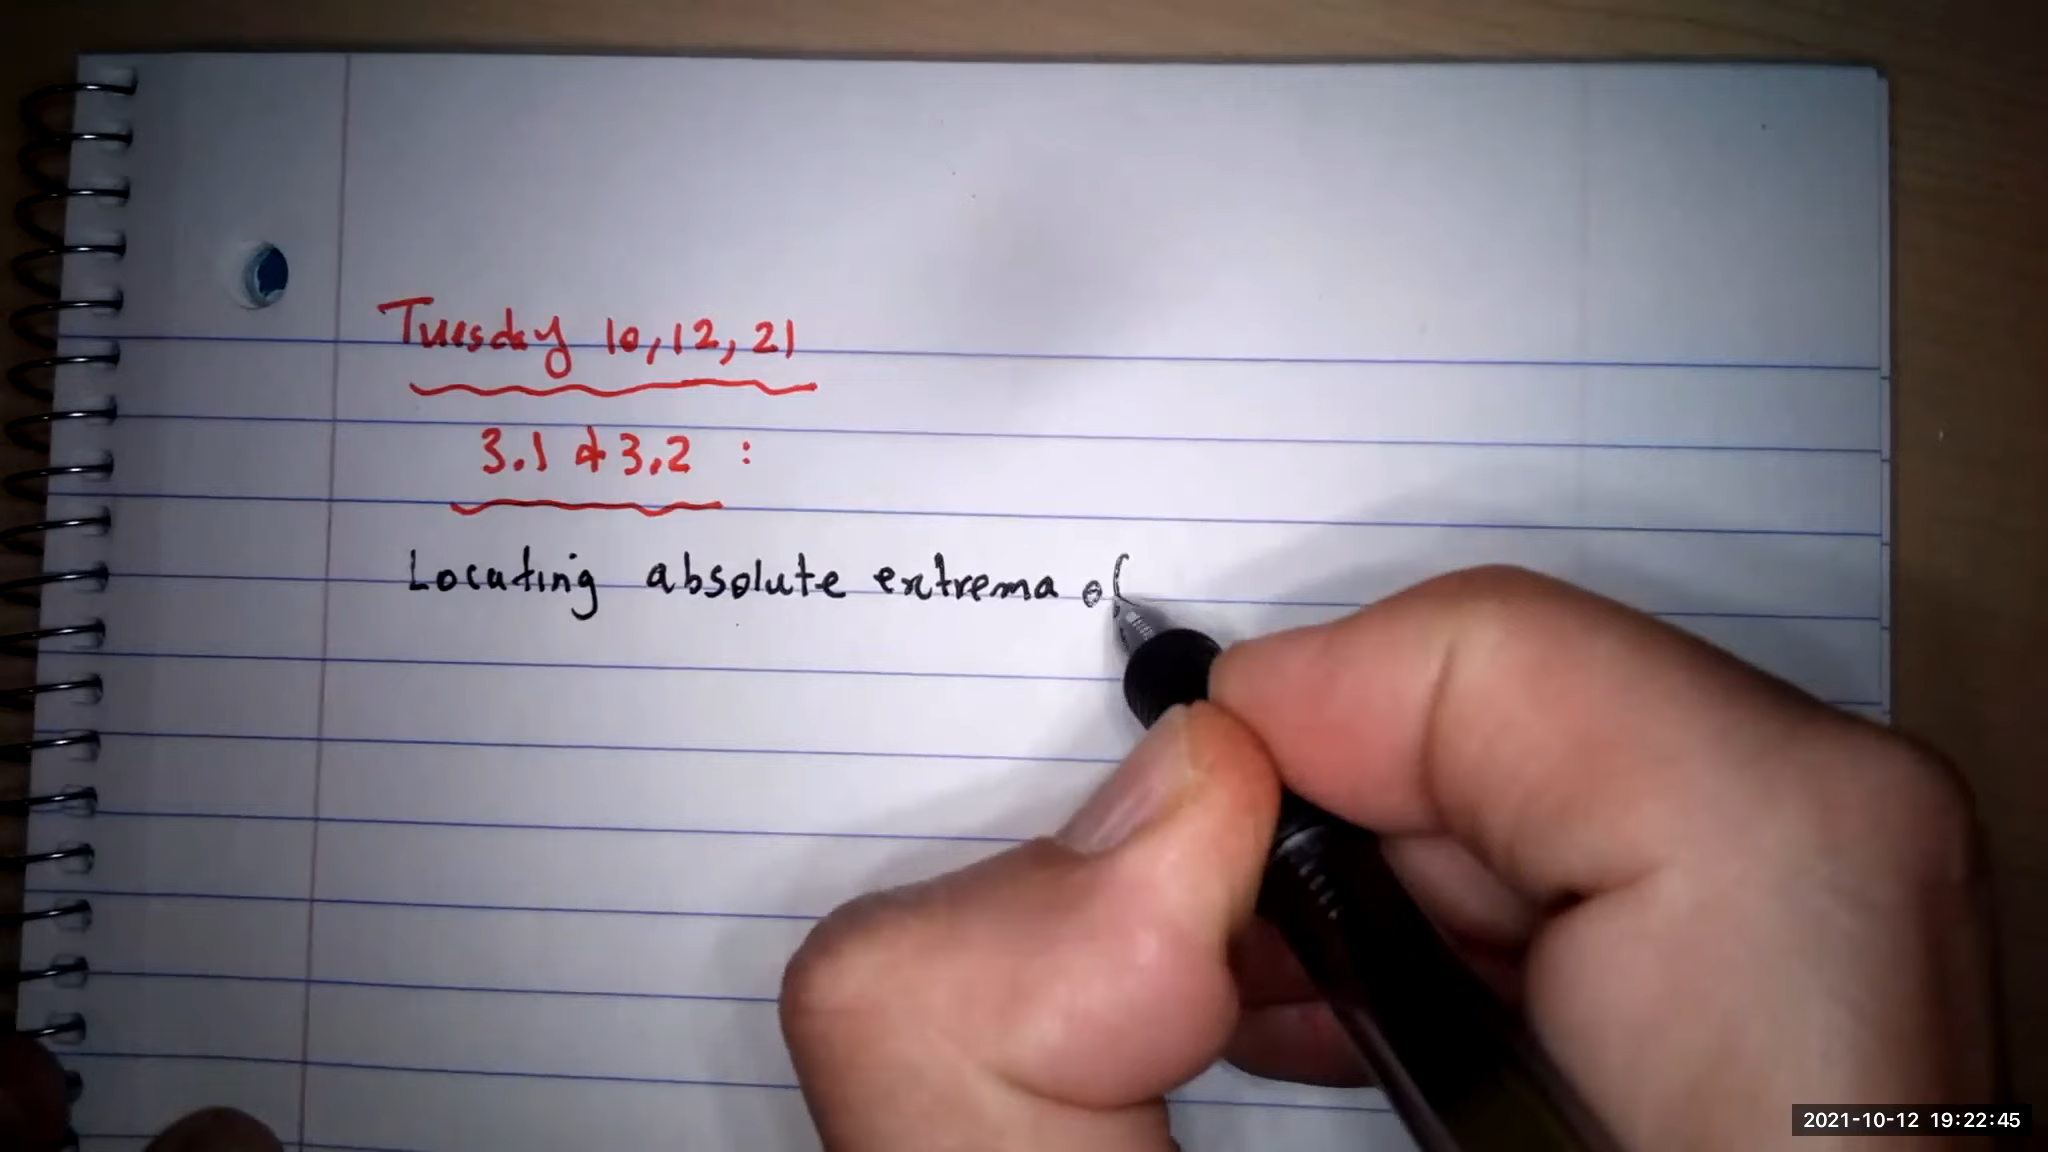 Tuesday 10, 12, 21
3.1 & 3.2 :
Locating absolute extrema of
2021-10-12 19:22:45